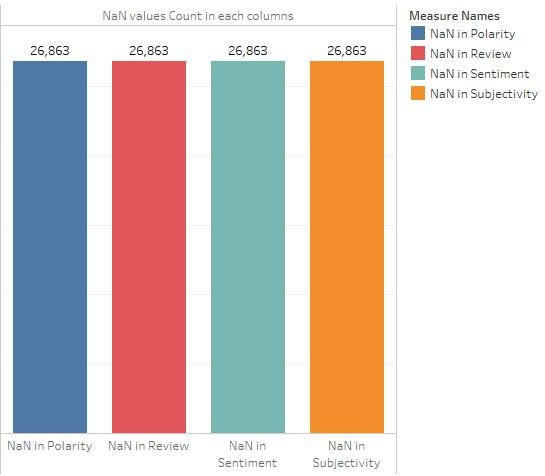 NaN values Count in each columns
26,863 26,863 26,863 26,863
NaN in Polarity NaN in Review NaN in Sentiment NaN in Subjectivity
Measure Names
NaN in Polarity
NaN in Review
NaN in Sentiment
NaN in Subjectivity